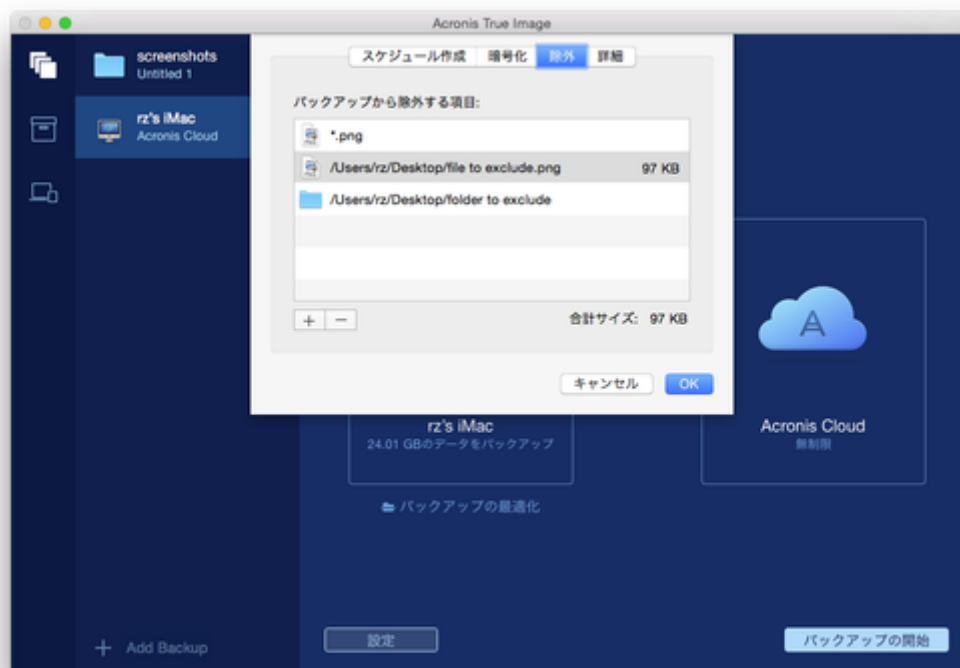 Acronis True Image
screenshots
Untitled 1
rz's iMac
Acronis Cloud
Add Backup
スケジュール作成 暗号化 除外 詳細
バックアップから除外する項目:
*.png
/Users/rz/Desktop/file to exclude.png 97 KB
/Users/rz/Desktop/folder to exclude
+ −
合計サイズ: 97 KB
キャンセル OK
rz's iMac
24.01 GBのデータをバックアップ
バックアップの最適化
Acronis Cloud
無制限
設定
バックアップの開始